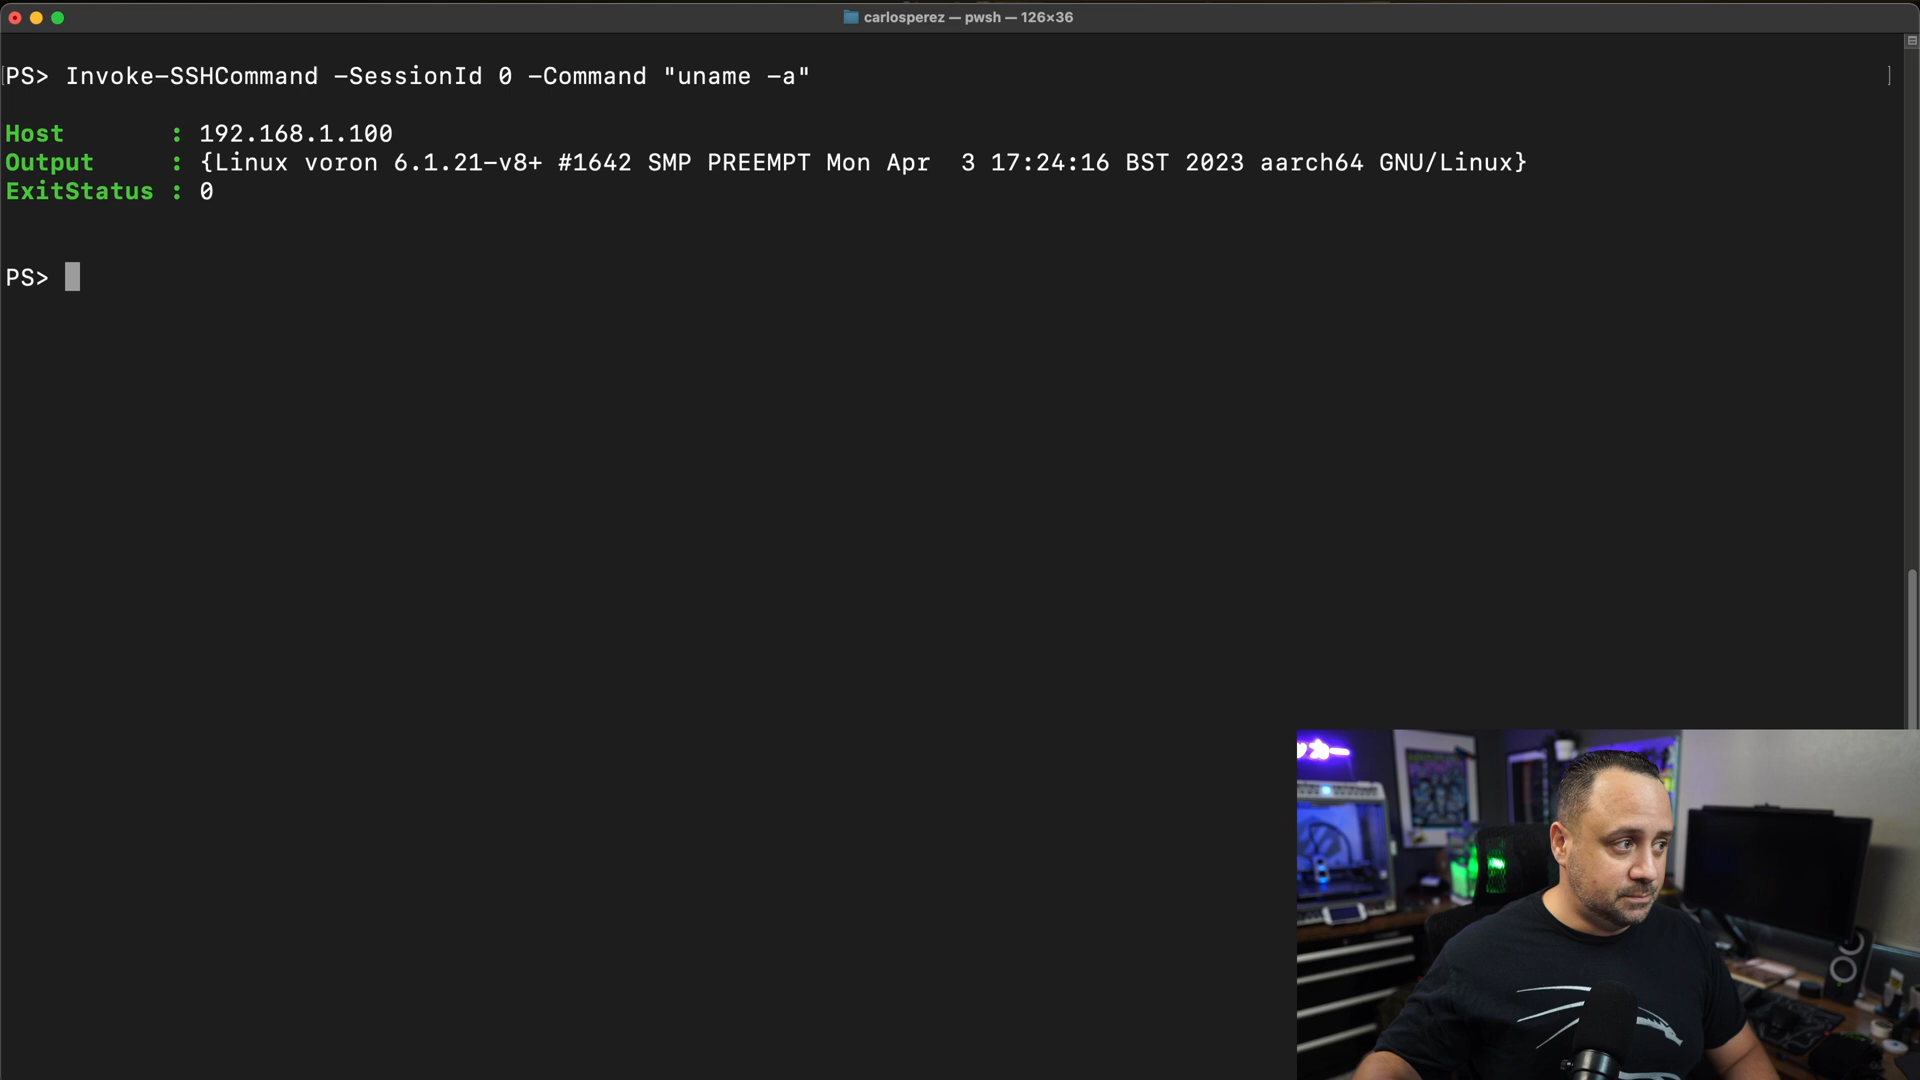 carlosperez — pwsh — 126×36
PS> Invoke-SSHCommand -SessionId 0 -Command "uname -a"
Host       : 192.168.1.100
Output     : {Linux voron 6.1.21-v8+ #1642 SMP PREEMPT Mon Apr  3 17:24:16 BST 2023 aarch64 GNU/Linux}
ExitStatus : 0
PS>